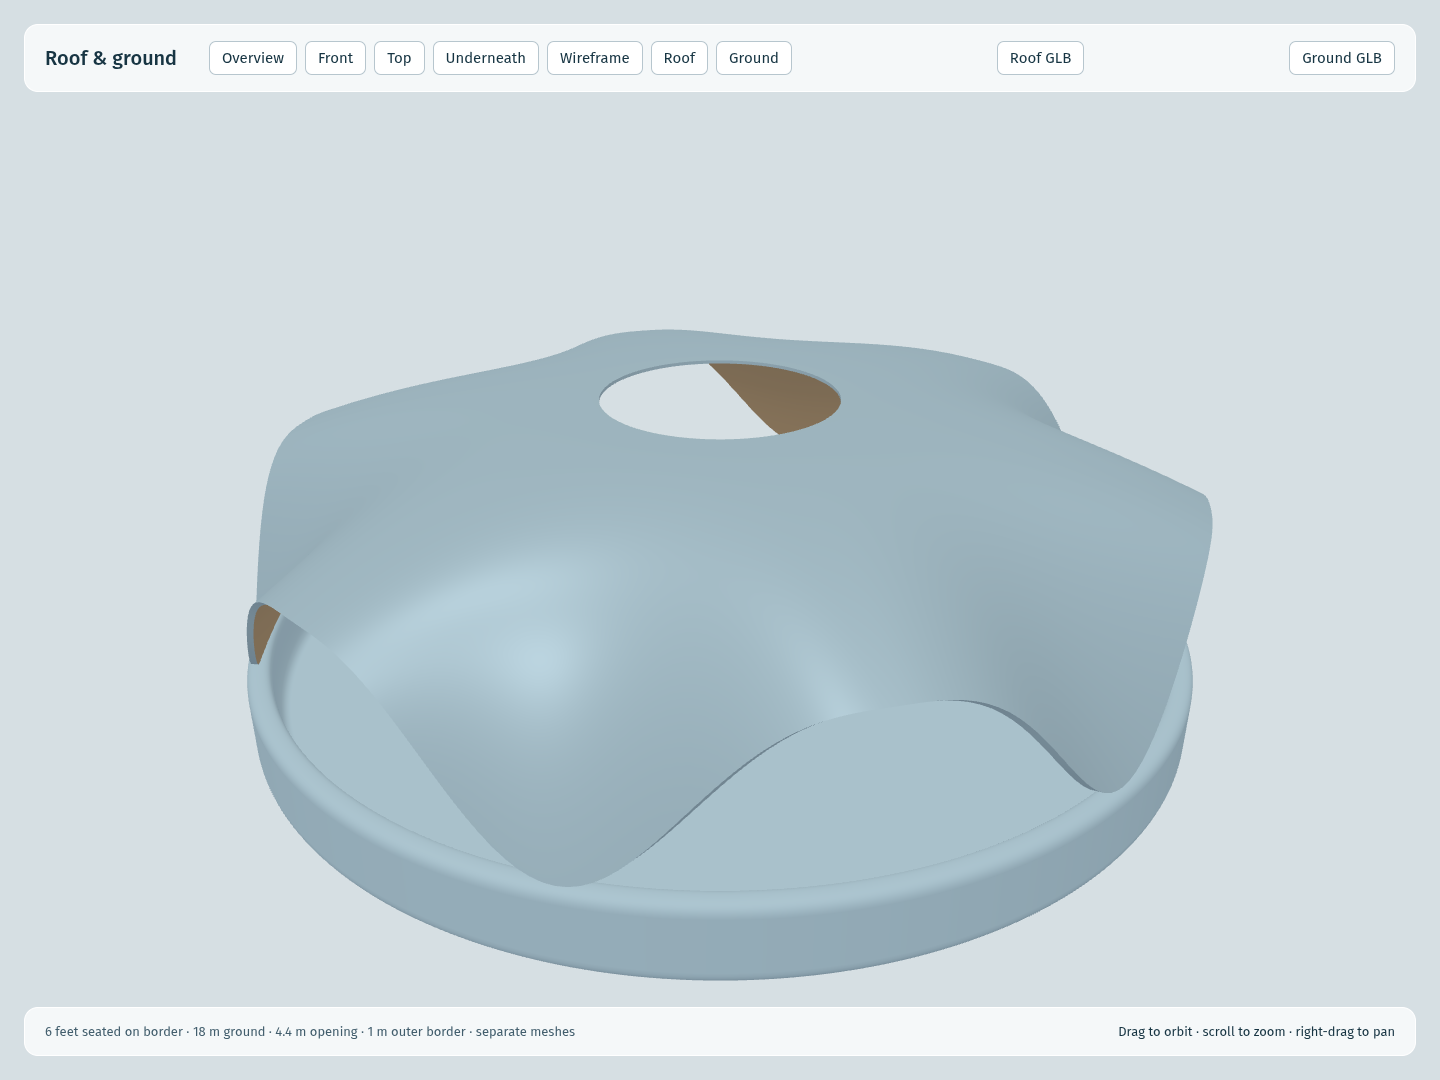 Roof & ground
Overview
Front
Top
Underneath
Wireframe
Roof
Ground
Roof GLB
Ground GLB
6 feet seated on border · 18 m ground · 4.4 m opening · 1 m outer border · separate meshes
Drag to orbit · scroll to zoom · right-drag to pan